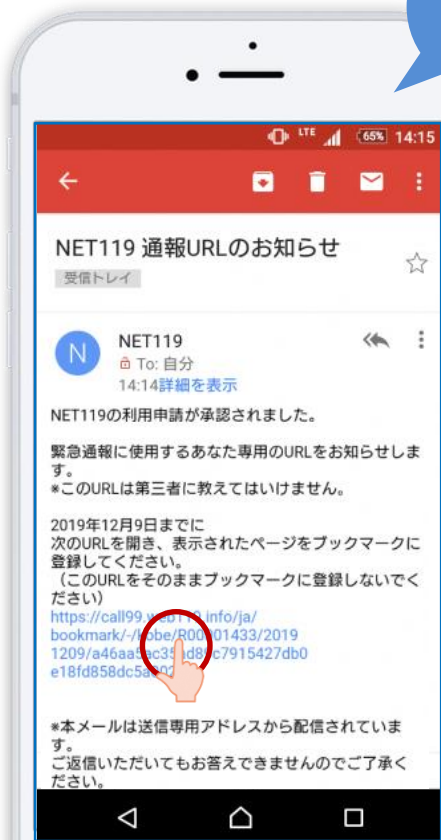 LTE 65% 14:15
NET119 通報URLのお知らせ
受信トレイ
N
NET119
To: 自分
14:14詳細を表示
NET119の利用申請が承認されました。
緊急通報に使用するあなた専用のURLをお知らせしま
す。
*このURLは第三者に教えてはいけません。
2019年12月9日までに
次のURLを開き、表示されたページをブックマークに
登録してください。
（このURLをそのままブックマークに登録しないでく
ださい）
https://call99.web119.info/ja/
bookmark/-/kobe/R00001433/2019
*本メールは送信専用アドレスから配信されていま
す。
ご返信いただいてもお答えできませんのでご了承く
ださい。